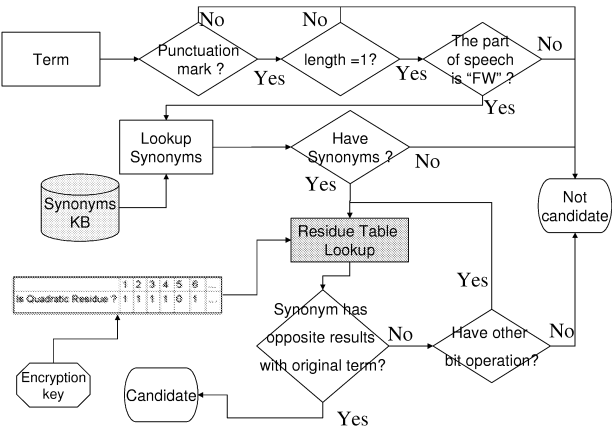 No
No
Term
Punctuation
mark ?
Yes
length =1?
Yes
The part
of speech
is "FW" ?
No
Yes
Lookup
Synonyms
Have
Synonyms ?
No
Yes
Synonyms
KB
Not
candidate
Residue Table
Lookup
1 2 3 4 5 6 ...
Is Quadratic Residue ? 1 1 1 1 0 1 ...
Yes
Synonym has
opposite results
with original term?
No
Have other
bit operation?
No
Encryption
key
Candidate
Yes